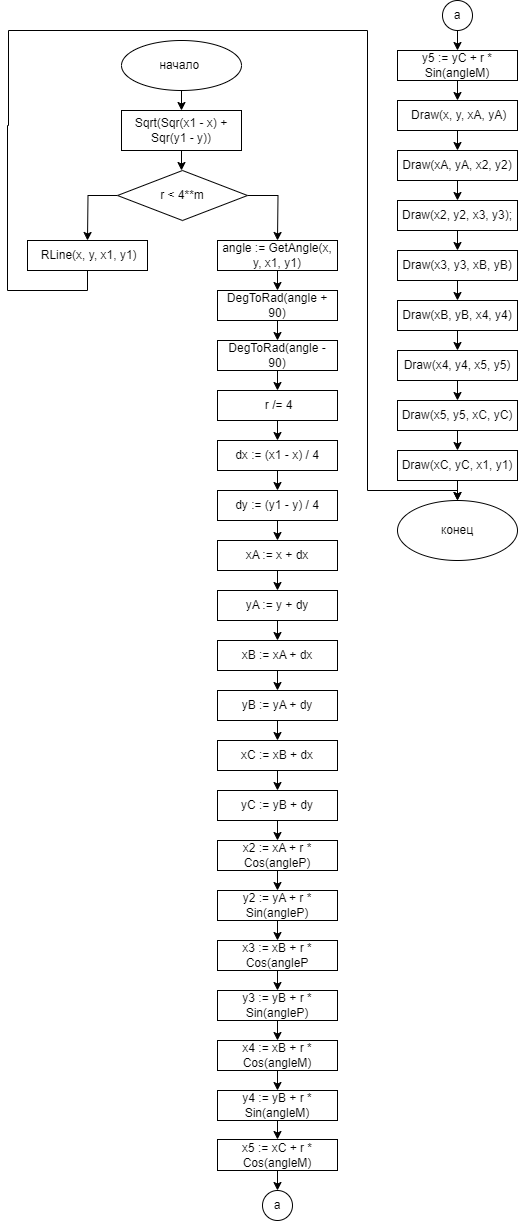 начало
Sqrt(Sqr(x1 - x) +
Sqr(y1 - y))
r < 4**m
RLine(x, y, x1, y1)
angle := GetAngle(x,
y, x1, y1)
DegToRad(angle +
90)
DegToRad(angle -
90)
r /= 4
dx := (x1 - x) / 4
dy := (y1 - y) / 4
xA := x + dx
yA := y + dy
xB := xA + dx
yB := yA + dy
xC := xB + dx
yC := yB + dy
x2 := xA + r *
Cos(angleP)
y2 := yA + r *
Sin(angleP)
x3 := xB + r *
Cos(angleP
y3 := yB + r *
Sin(angleP)
x4 := xB + r *
Cos(angleM)
y4 := yB + r *
Sin(angleM)
x5 := xC + r *
Cos(angleM)
a
a
y5 := yC + r *
Sin(angleM)
Draw(x, y, xA, yA)
Draw(xA, yA, x2, y2)
Draw(x2, y2, x3, y3);
Draw(x3, y3, xB, yB)
Draw(xB, yB, x4, y4)
Draw(x4, y4, x5, y5)
Draw(x5, y5, xC, yC)
Draw(xC, yC, x1, y1)
конец